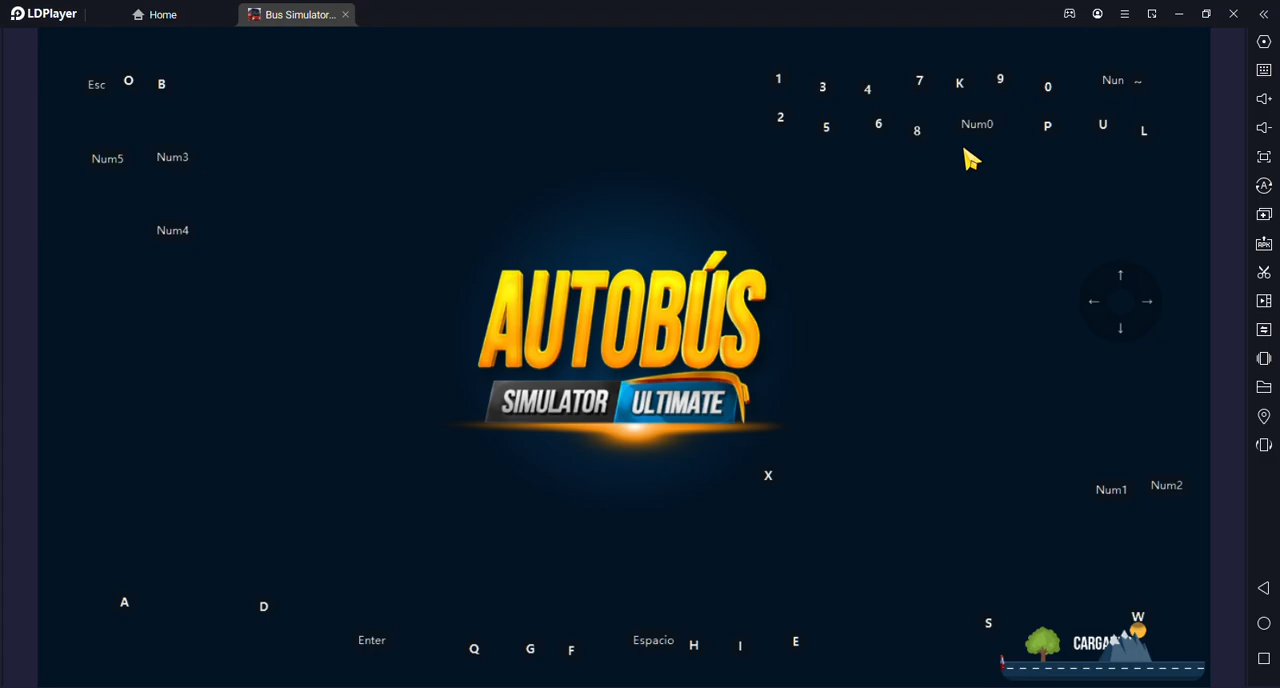 LDPlayer
Home
Bus Simulator...
Esc O B
1 3 4 7 K 9 0 Nun ~
2 5 6 8 Num0 P U L
Num5 Num3
Num4
AUTOBÚS
SIMULATOR ULTIMATE
X
Num1 Num2
A D
Enter Q G F Espacio H I E
S W
CARGA